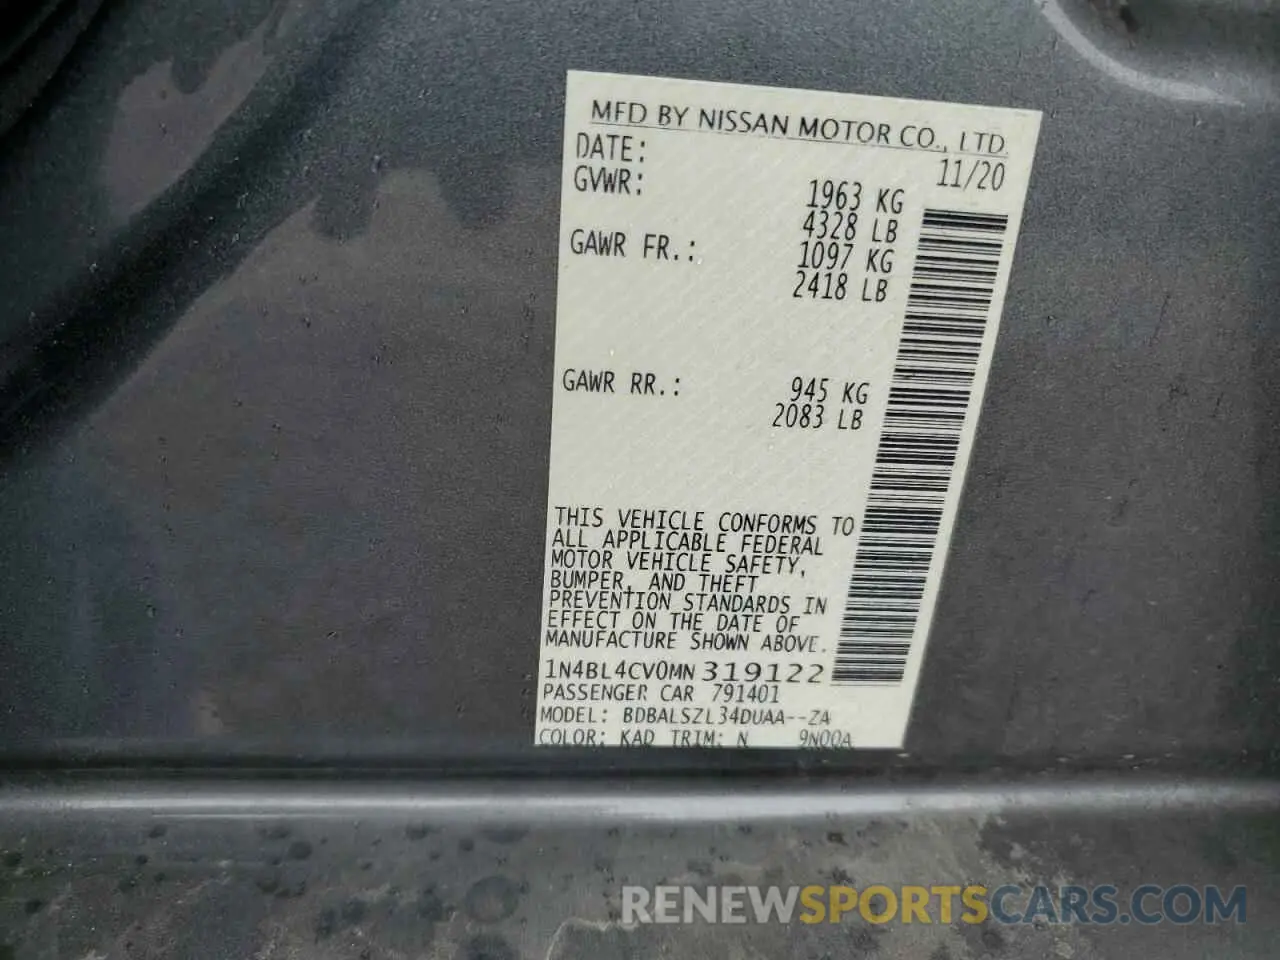 MFD BY NISSAN MOTOR CO., LTD.
DATE: 11/20
GVWR: 1963 KG
4328 LB
GAWR FR.: 1097 KG
2418 LB
GAWR RR.: 945 KG
2083 LB
THIS VEHICLE CONFORMS TO
ALL APPLICABLE FEDERAL
MOTOR VEHICLE SAFETY,
BUMPER, AND THEFT
PREVENTION STANDARDS IN
EFFECT ON THE DATE OF
MANUFACTURE SHOWN ABOVE.
1N4BL4CV0MN319122
PASSENGER CAR 791401
MODEL: BDBALSZL34DUAA--ZA
COLOR: KAD TRIM: N 9N00A
RENEWSPORTSCARS.COM